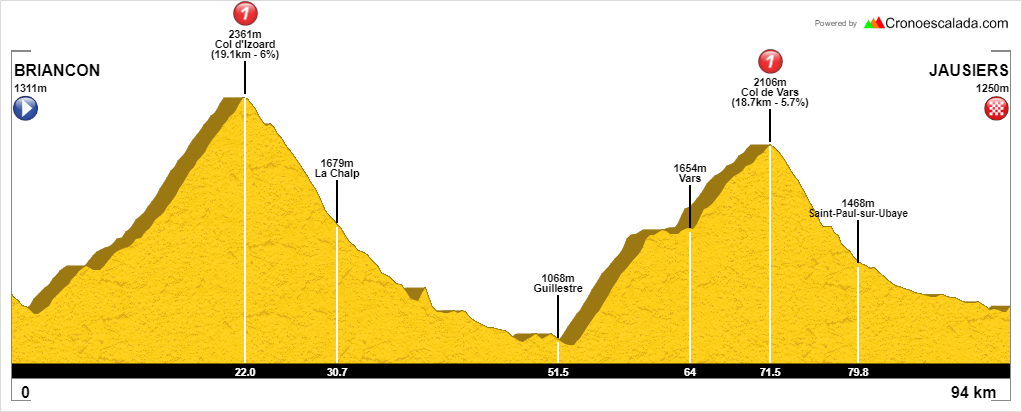 Powered by Cronoescalada.com
1
2361m
Col d'Izoard
(19.1km - 6%)
1
2106m
Col de Vars
(18.7km - 5.7%)
BRIANCON
1311m
JAUSIERS
1250m
1679m
La Chalp
1654m
Vars
1468m
Saint-Paul-sur-Ubaye
1068m
Guillestre
22.0 30.7 51.5 64 71.5 79.8
0 94 km